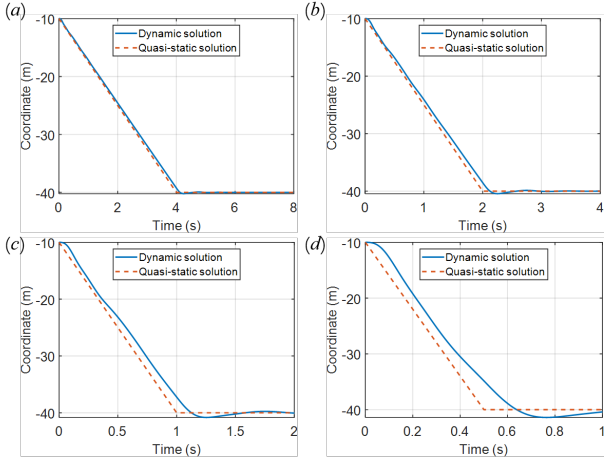 (a)
-10
-20
-30
-40
Coordinate (m)
Dynamic solution
Quasi-static solution
0 2 4 6 8
Time (s)
(b)
-10
-20
-30
-40
Coordinate (m)
Dynamic solution
Quasi-static solution
0 1 2 3 4
Time (s)
(c)
-10
-20
-30
-40
Coordinate (m)
Dynamic solution
Quasi-static solution
0 0.5 1 1.5 2
Time (s)
(d)
-10
-20
-30
-40
Coordinate (m)
Dynamic solution
Quasi-static solution
0 0.2 0.4 0.6 0.8 1
Time (s)